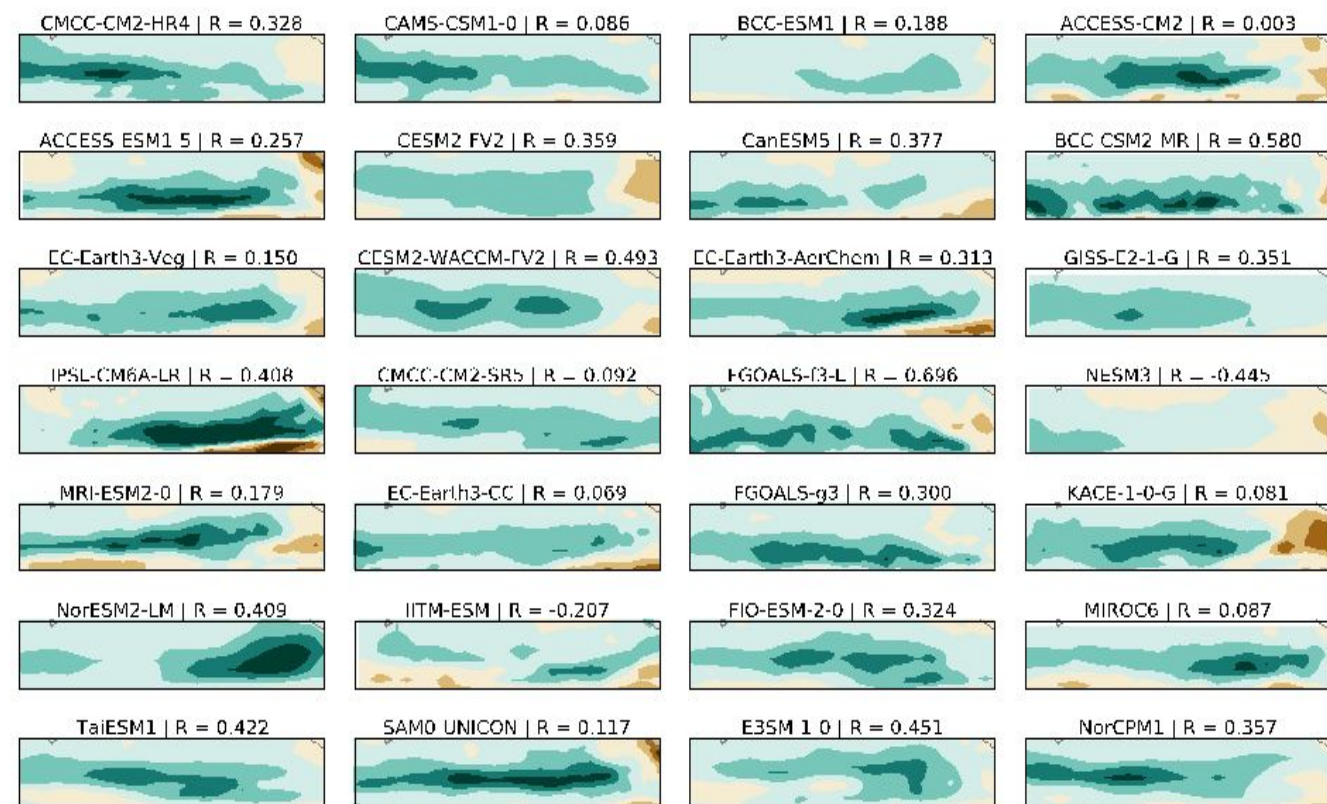 CMCC-CM2-HR4 | R = 0.328
CAMS-CSM1-0 | R = 0.086
BCC-ESM1 | R = 0.188
ACCESS-CM2 | R = 0.003
ACCESS ESM1 5 | R = 0.257
CESM2 FV2 | R = 0.359
CanESM5 | R = 0.377
BCC CSM2 MR | R = 0.580
EC-Earth3-Veg | R = 0.150
CESM2-WACCM-FV2 | R = 0.493
EC-Earth3-AerChem | R = 0.313
GISS-E2-1-G | R = 0.351
IPSL-CM6A-LR | R = 0.408
CMCC-CM2-SR5 | R = 0.092
FGOALS-f3-L | R = 0.696
NESM3 | R = -0.445
MRI-ESM2-0 | R = 0.179
EC-Earth3-CC | R = 0.069
FGOALS-g3 | R = 0.300
KACE-1-0-G | R = 0.081
NorESM2-LM | R = 0.409
IITM-ESM | R = -0.207
FIO-ESM-2-0 | R = 0.324
MIROC6 | R = 0.087
TaiESM1 | R = 0.422
SAM0 UNICON | R = 0.117
E3SM 1 0 | R = 0.451
NorCPM1 | R = 0.357